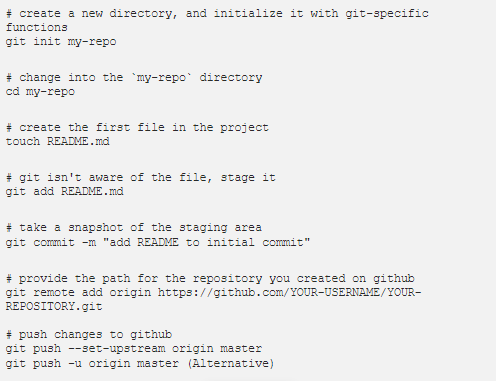 # create a new directory, and initialize it with git-specific
functions
git init my-repo
# change into the `my-repo` directory
cd my-repo
# create the first file in the project
touch README.md
# git isn't aware of the file, stage it
git add README.md
# take a snapshot of the staging area
git commit -m "add README to initial commit"
# provide the path for the repository you created on github
git remote add origin https://github.com/YOUR-USERNAME/YOUR-
REPOSITORY.git
# push changes to github
git push --set-upstream origin master
git push -u origin master (Alternative)